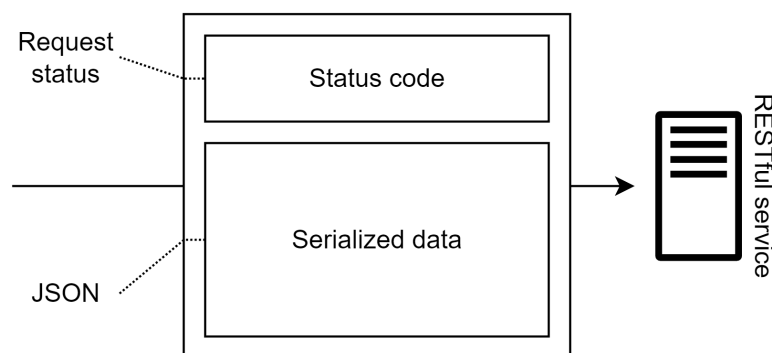 Request
status
Status code
Serialized data
JSON
RESTful service